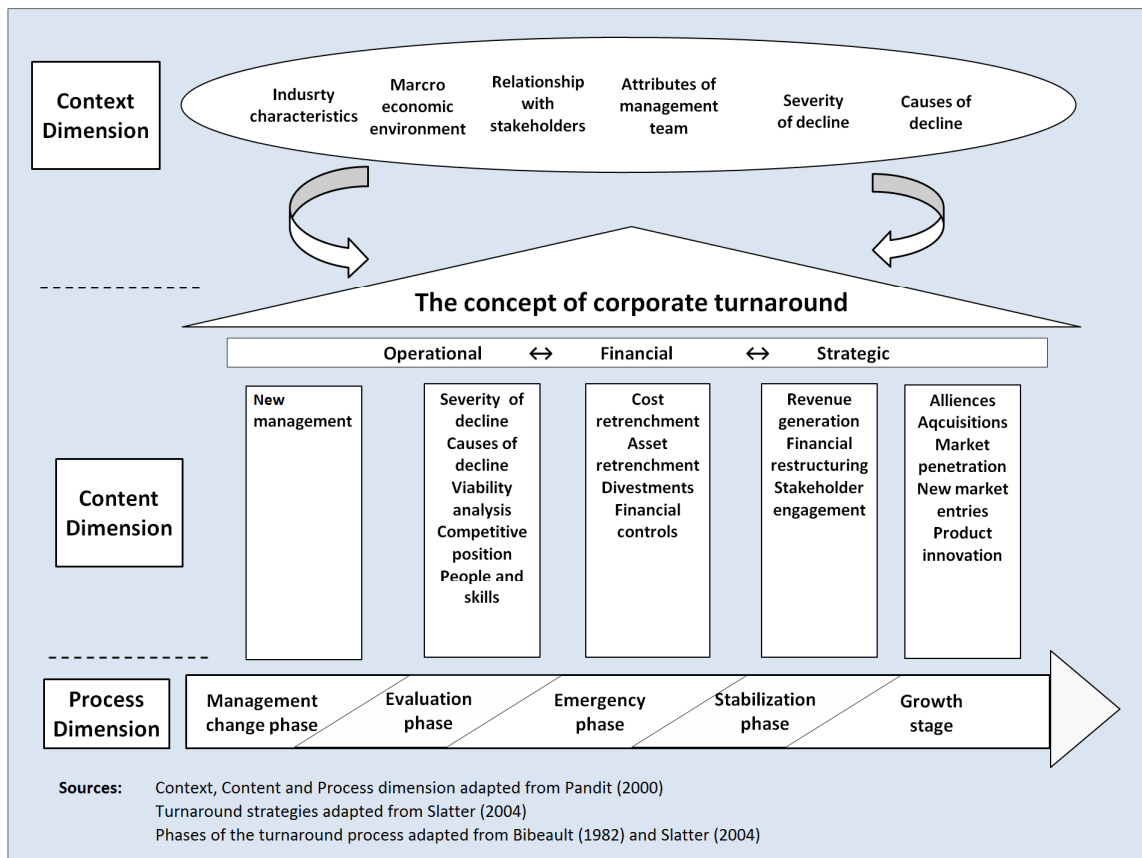 Context
Dimension
Indusrty
characteristics
Marcro
economic
environment
Relationship
with
stakeholders
Attributes of
management
team
Severity
of decline
Causes of
decline
The concept of corporate turnaround
Operational ↔ Financial ↔ Strategic
Content
Dimension
New
management
Severity of
decline
Causes of
decline
Viability
analysis
Competitive
position
People and
skills
Cost
retrenchment
Asset
retrenchment
Divestments
Financial
controls
Revenue
generation
Financial
restructuring
Stakeholder
engagement
Alliences
Aqcuisitions
Market
penetration
New market
entries
Product
innovation
Process
Dimension
Management
change phase
Evaluation
phase
Emergency
phase
Stabilization
phase
Growth
stage
Sources: Context, Content and Process dimension adapted from Pandit (2000)
Turnaround strategies adapted from Slatter (2004)
Phases of the turnaround process adapted from Bibeault (1982) and Slatter (2004)